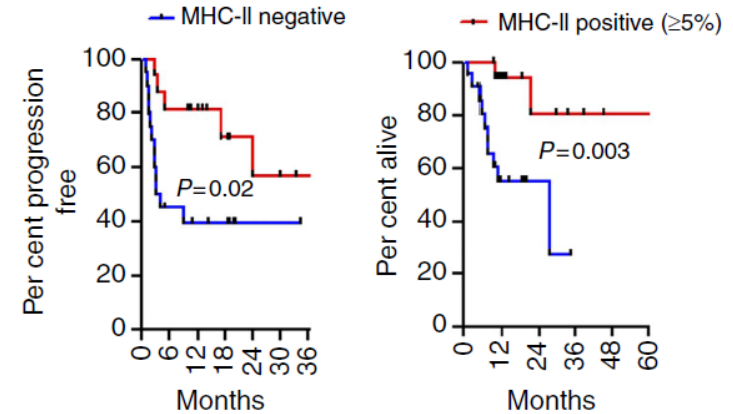 MHC-II negative
MHC-II positive (≥5%)
Per cent progression
free
100
80
60
40
20
0
P=0.02
0 6 12 18 24 30 36
Months
Per cent alive
100
80
60
40
20
0
P=0.003
0 12 24 36 48 60
Months